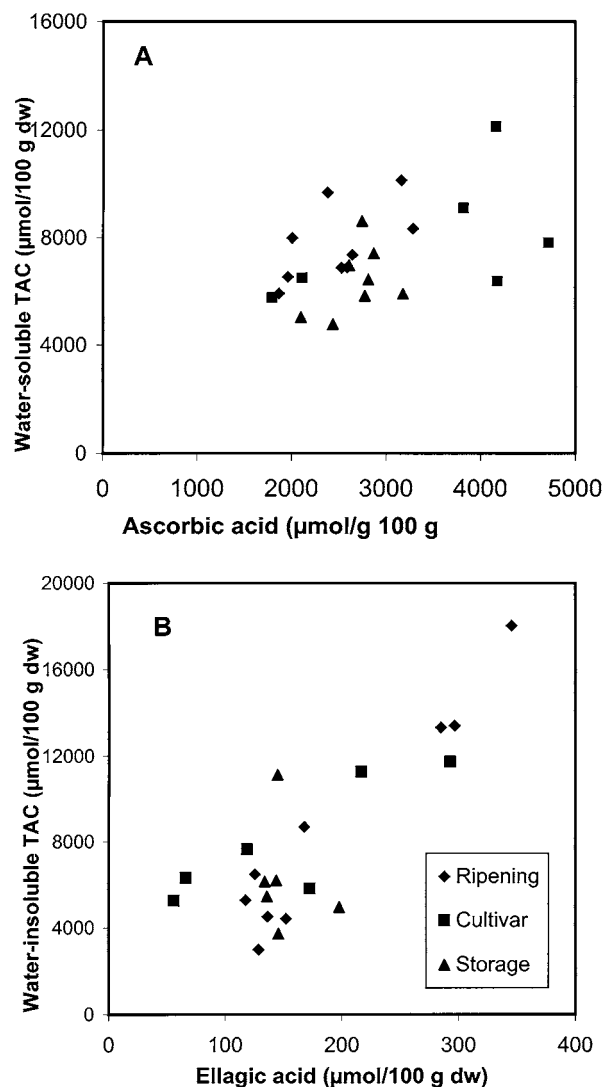 A
16000
12000
8000
4000
0
Water-soluble TAC (µmol/100 g dw)
0 1000 2000 3000 4000 5000
Ascorbic acid (µmol/g 100 g
B
20000
16000
12000
8000
4000
0
Water-insoluble TAC (µmol/100 g dw)
Ripening
Cultivar
Storage
0 100 200 300 400
Ellagic acid (µmol/100 g dw)